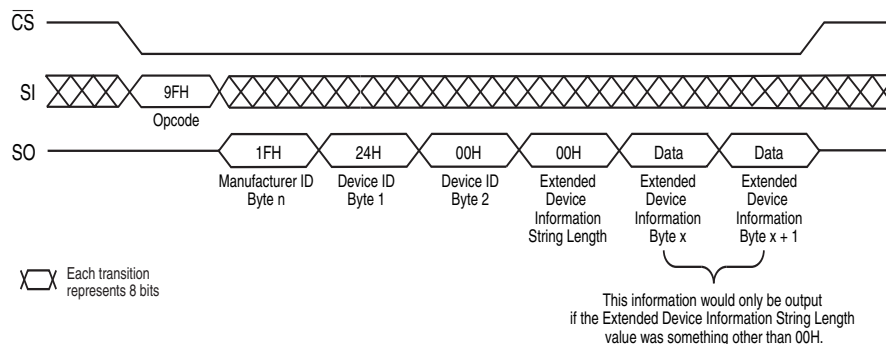 CS
SI
9FH
Opcode
SO
1FH
24H
00H
00H
Data
Data
Manufacturer ID
Byte n
Device ID
Byte 1
Device ID
Byte 2
Extended
Device
Information
String Length
Extended
Device
Information
Byte x
Extended
Device
Information
Byte x + 1
Each transition
represents 8 bits
This information would only be output
if the Extended Device Information String Length
value was something other than 00H.